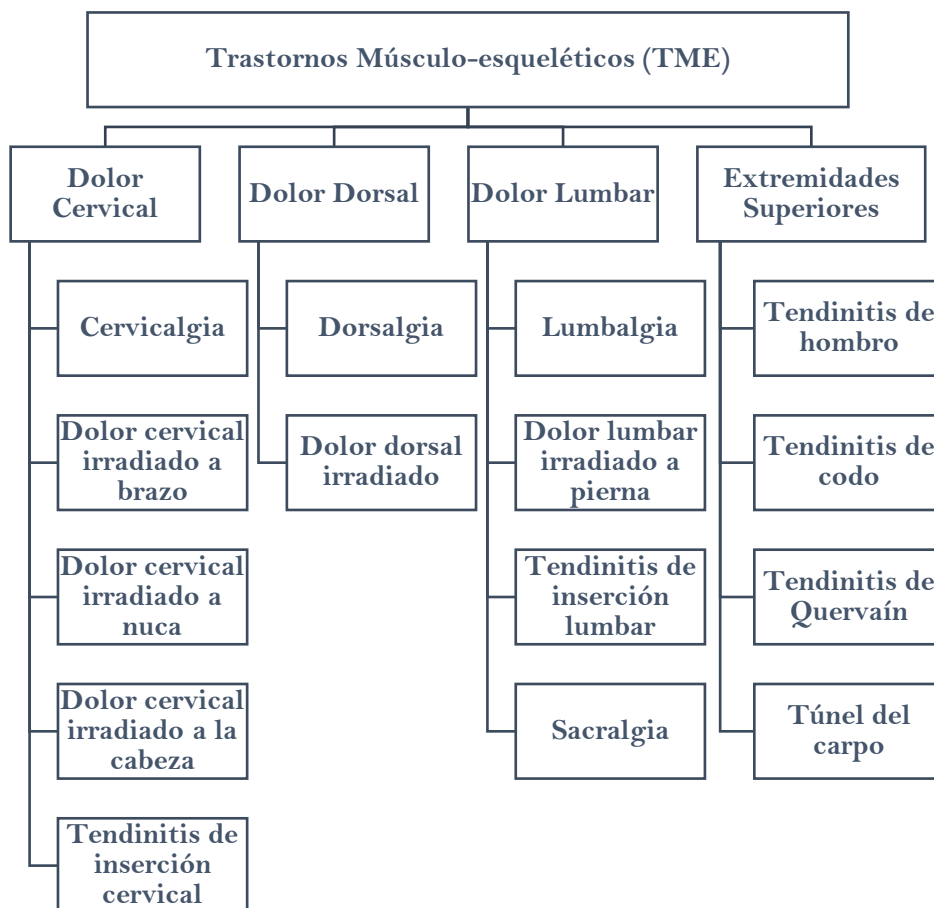 Trastornos Músculo-esqueléticos (TME)
Dolor
Cervical
Cervicalgia
Dolor cervical
irradiado a
brazo
Dolor cervical
irradiado a
nuca
Dolor cervical
irradiado a la
cabeza
Tendinitis de
inserción
cervical
Dolor Dorsal
Dorsalgia
Dolor dorsal
irradiado
Dolor Lumbar
Lumbalgia
Dolor lumbar
irradiado a
pierna
Tendinitis de
inserción
lumbar
Sacralgia
Extremidades
Superiores
Tendinitis de
hombro
Tendinitis de
codo
Tendinitis de
Quervaín
Túnel del
carpo